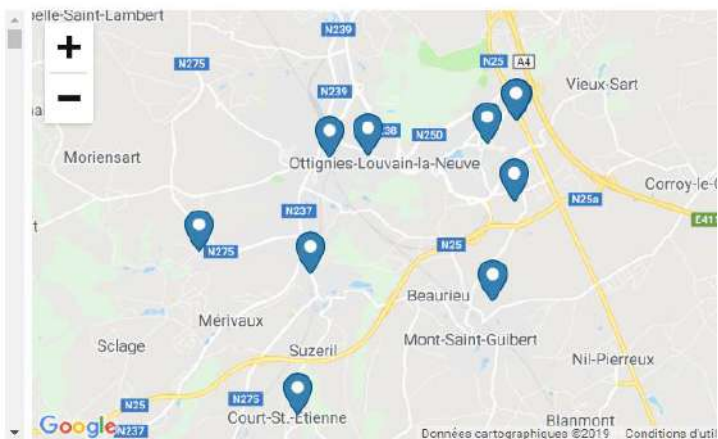 elle-Saint-Lambert
N239
N275
N25
A4
Vieux-Sart
N239
N250
Moriensart
Ottignies-Louvain-la-Neuve
Corroy-le-
N25a
N237
E411
N275
N25
Beaurieu
Mérivaux
Mont-Saint-Guibert
Sclage
Suzeril
Nil-Pierreux
N275
N25
Court-St.-Etienne
Blanmont
Google
N237
Données cartographiques ©2019
Conditions d'util